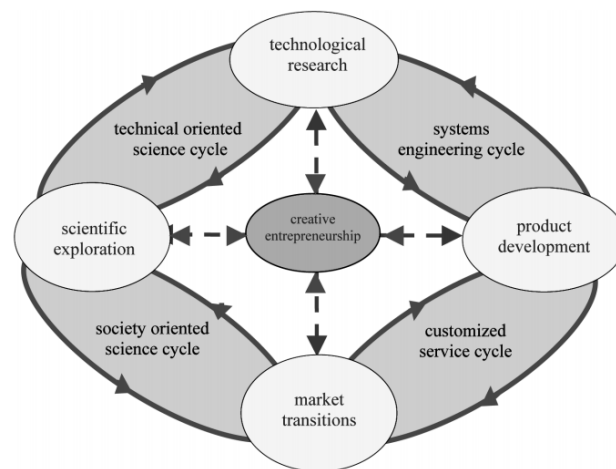 technological
research
technical oriented
science cycle
systems
engineering cycle
scientific
exploration
creative
entrepreneurship
product
development
society oriented
science cycle
customized
service cycle
market
transitions